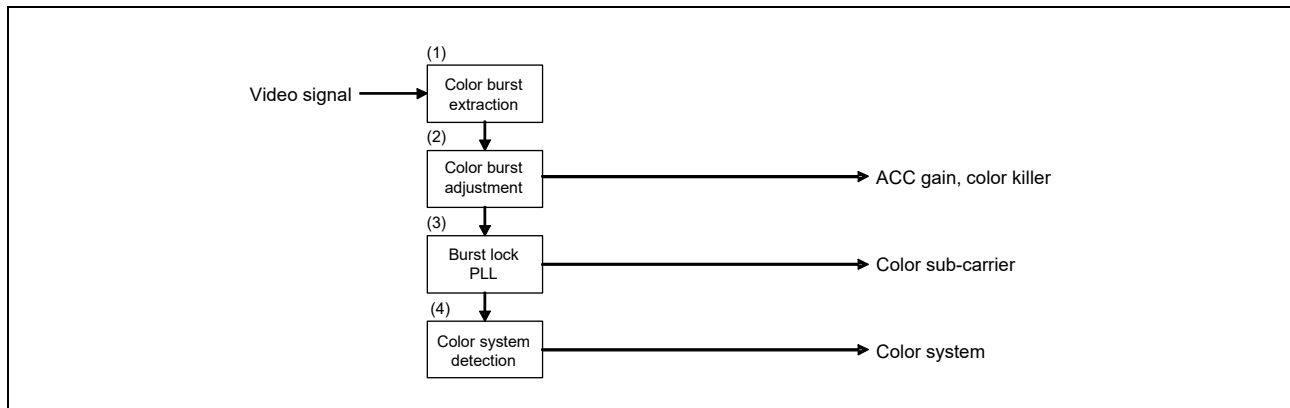 (1)
Video signal
Color burst
extraction
(2)
Color burst
adjustment
ACC gain, color killer
(3)
Burst lock
PLL
Color sub-carrier
(4)
Color system
detection
Color system